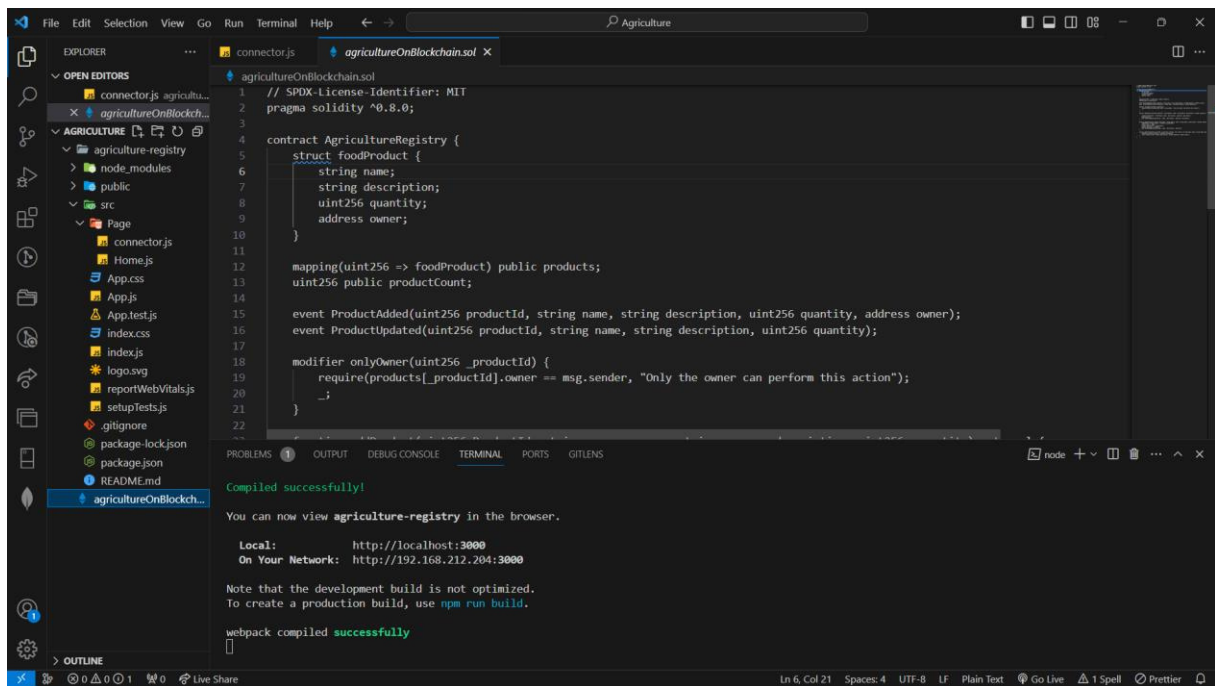 File Edit Selection View Go Run Terminal Help
Agriculture
EXPLORER
OPEN EDITORS
connector.js agricultu...
agricultureOnBlockch...
AGRICULTURE
agriculture-registry
node_modules
public
src
Page
connector.js
Home.js
App.css
App.js
App.test.js
index.css
index.js
logo.svg
reportWebVitals.js
setupTests.js
.gitignore
package-lock.json
package.json
README.md
agricultureOnBlockch...
OUTLINE
connector.js agricultureOnBlockchain.sol
agricultureOnBlockchain.sol
1 // SPDX-License-Identifier: MIT
2 pragma solidity ^0.8.0;
3
4 contract AgricultureRegistry {
5 struct foodProduct {
6 string name;
7 string description;
8 uint256 quantity;
9 address owner;
10 }
11
12 mapping(uint256 => foodProduct) public products;
13 uint256 public productCount;
14
15 event ProductAdded(uint256 productId, string name, string description, uint256 quantity, address owner);
16 event ProductUpdated(uint256 productId, string name, string description, uint256 quantity);
17
18 modifier onlyOwner(uint256 _productId) {
19 require(products[_productId].owner == msg.sender, "Only the owner can perform this action");
20 _;
21 }
22
PROBLEMS 1 OUTPUT DEBUG CONSOLE TERMINAL PORTS GITLENS
node
Compiled successfully!
You can now view agriculture-registry in the browser.
Local: http://localhost:3000
On Your Network: http://192.168.212.204:3000
Note that the development build is not optimized.
To create a production build, use npm run build.
webpack compiled successfully
1
0 0 1 0 Live Share
Ln 6, Col 21 Spaces: 4 UTF-8 LF Plain Text Go Live 1 Spell Prettier